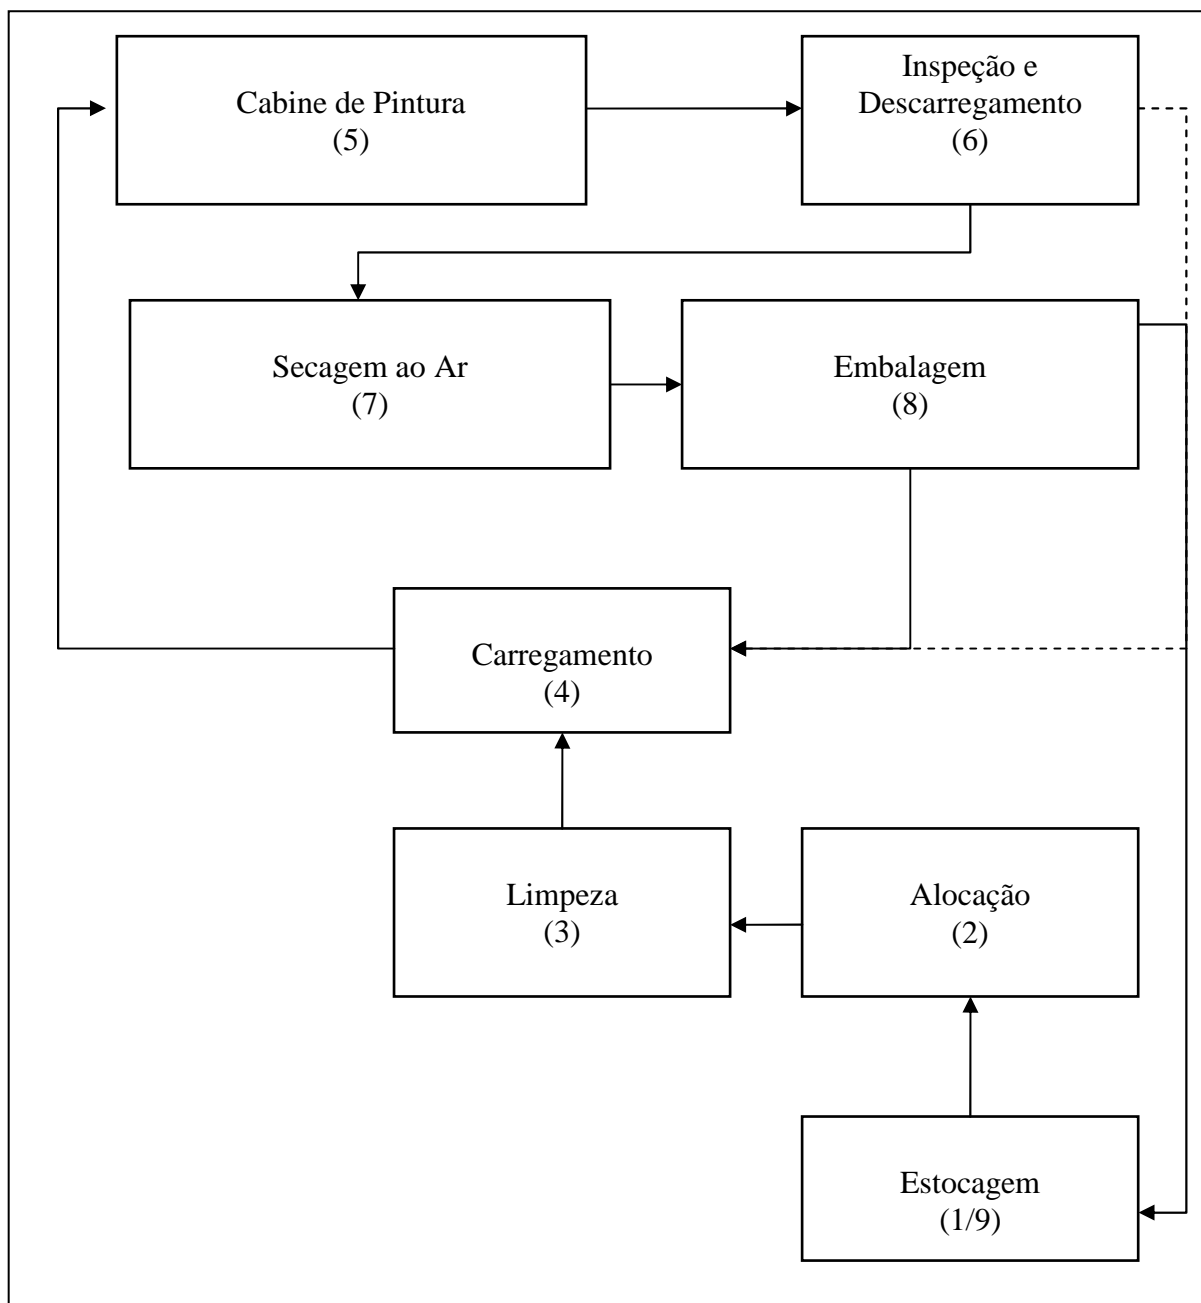 Cabine de Pintura
(5)
Inspeção e
Descarregamento
(6)
Secagem ao Ar
(7)
Embalagem
(8)
Carregamento
(4)
Limpeza
(3)
Alocação
(2)
Estocagem
(1/9)